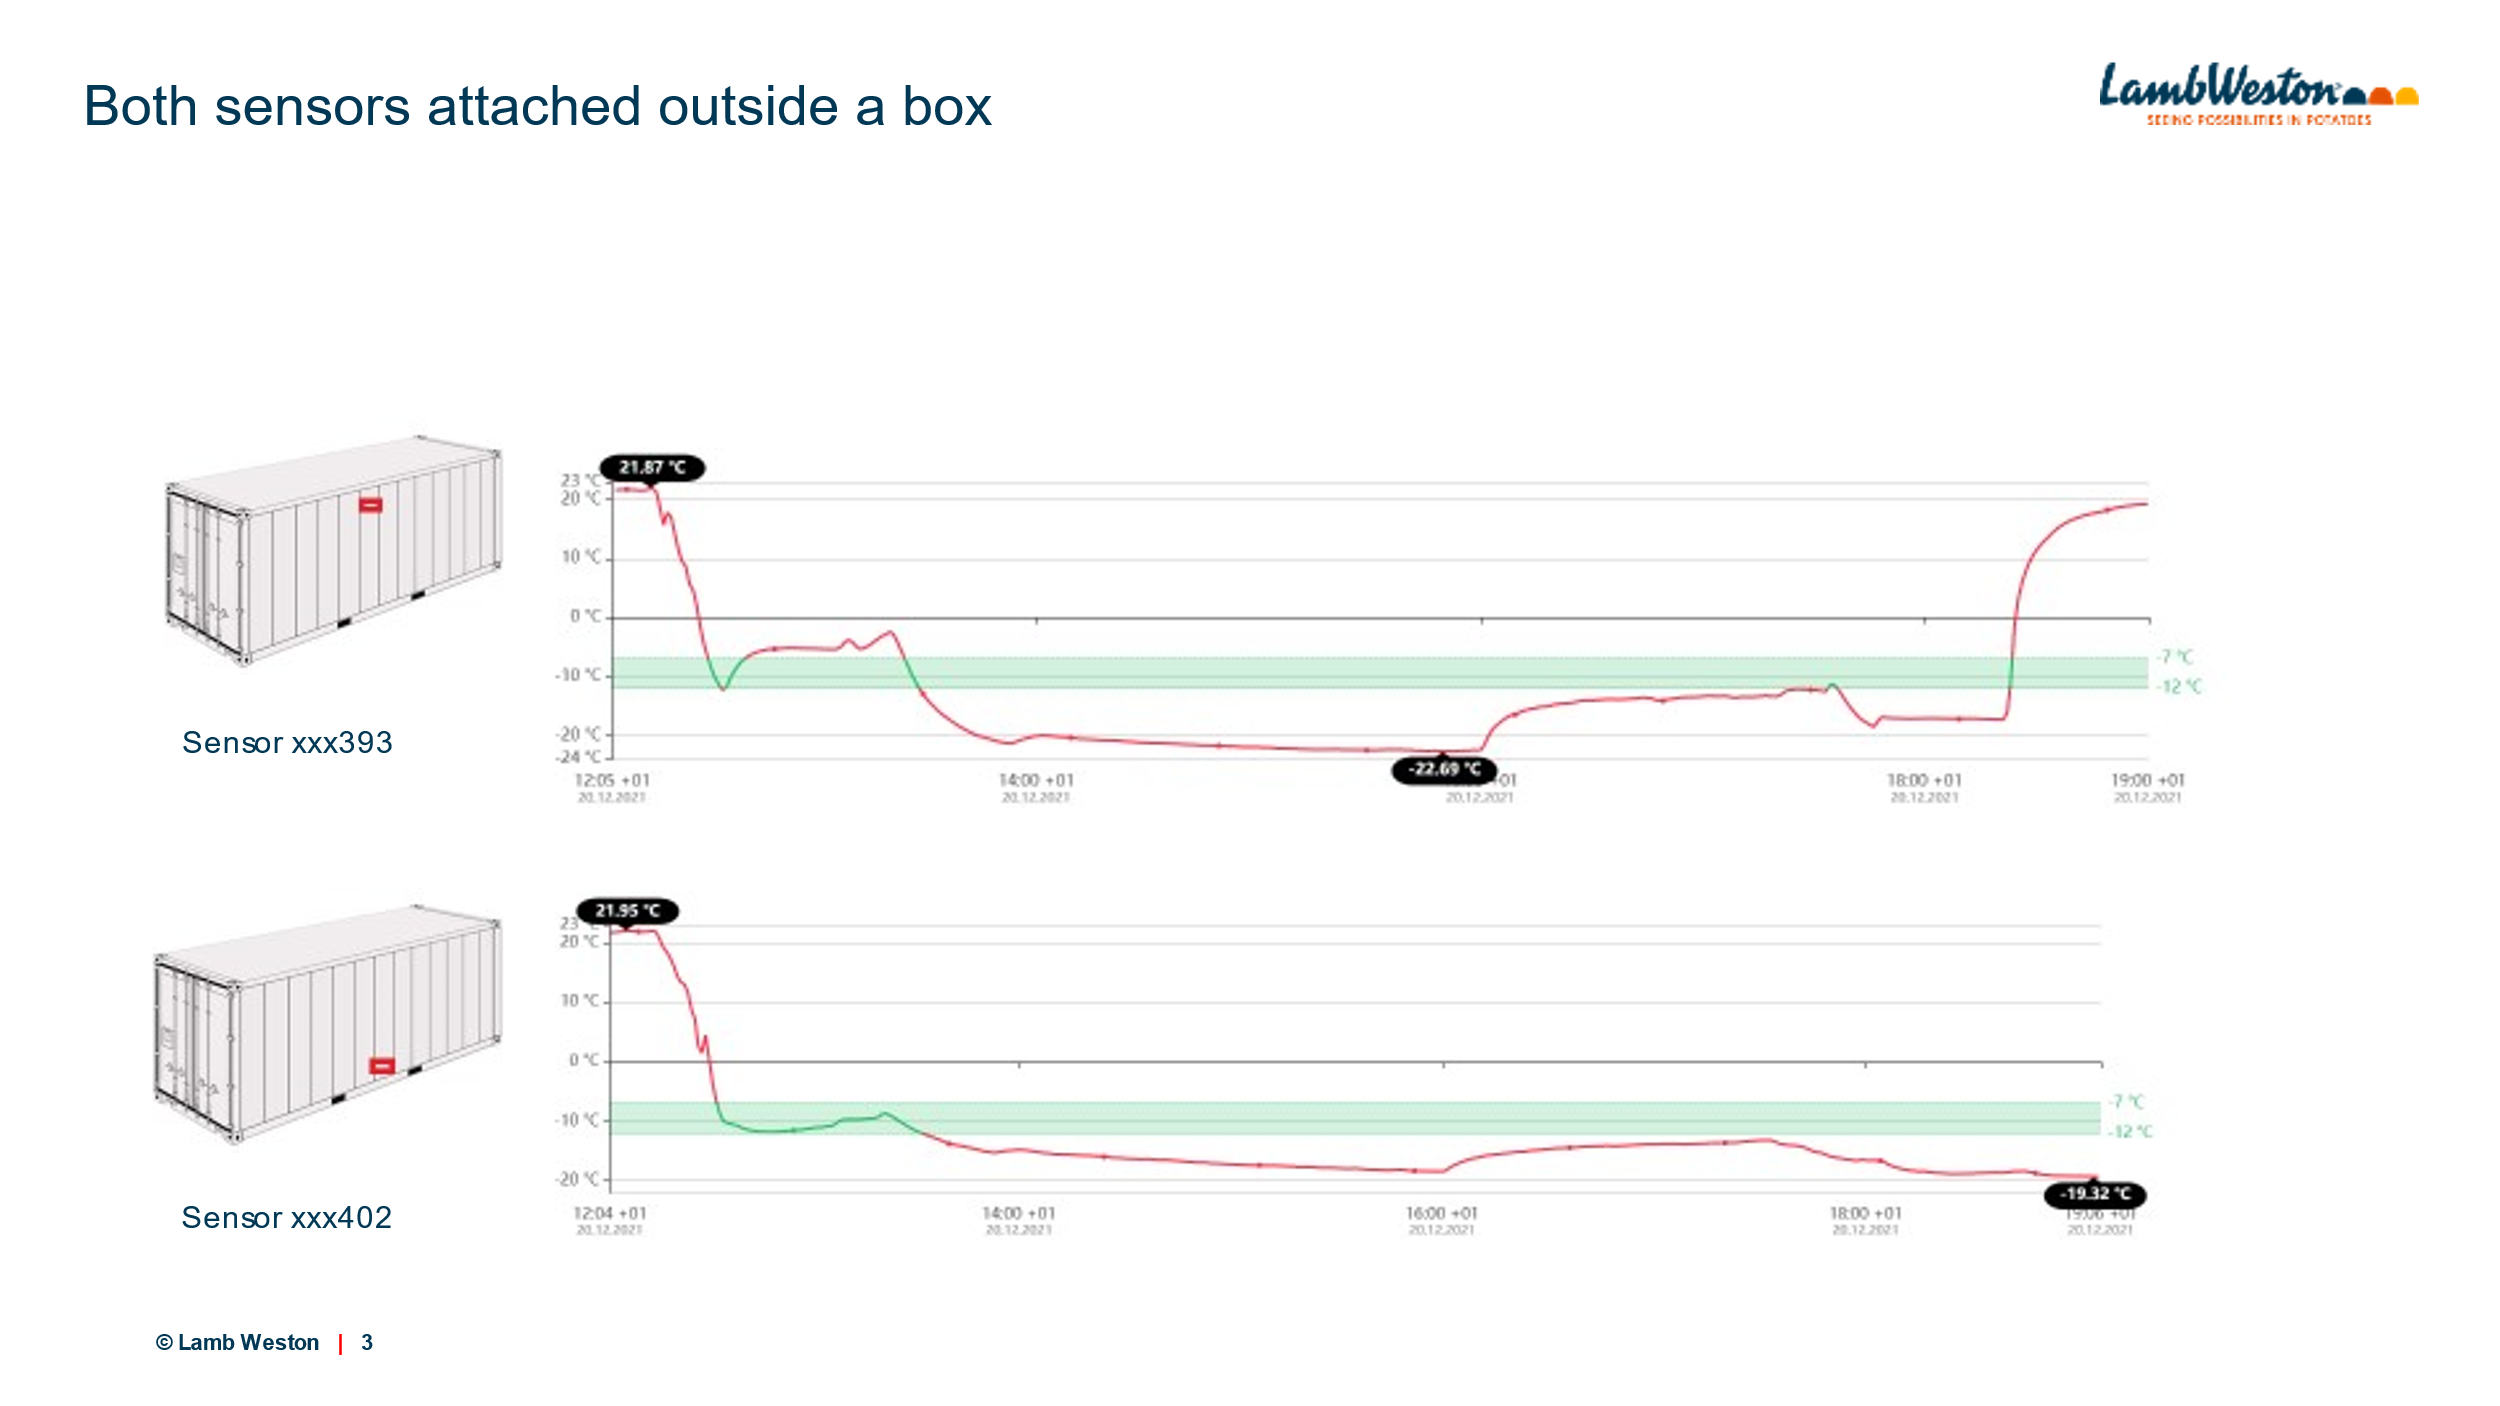 Both sensors attached outside a box
LambWeston
SEEING POSSIBILITIES IN POTATOES
21.87 °C
23 °C
20 °C
10 °C
0 °C
-10 °C
-20 °C
-24 °C
-7 °C
-12 °C
-22.69 °C
12:05 +01
20.12.2021
14:00 +01
20.12.2021
+01
20.12.2021
18:00 +01
20.12.2021
19:00 +01
20.12.2021
Sensor xxx393
21.95 °C
23
20 °C
10 °C
0 °C
-10 °C
-20 °C
-7 °C
-12 °C
-19.32 °C
12:04 +01
20.12.2021
14:00 +01
20.12.2021
16:00 +01
20.12.2021
18:00 +01
20.12.2021
19:06 +01
20.12.2021
Sensor xxx402
© Lamb Weston | 3